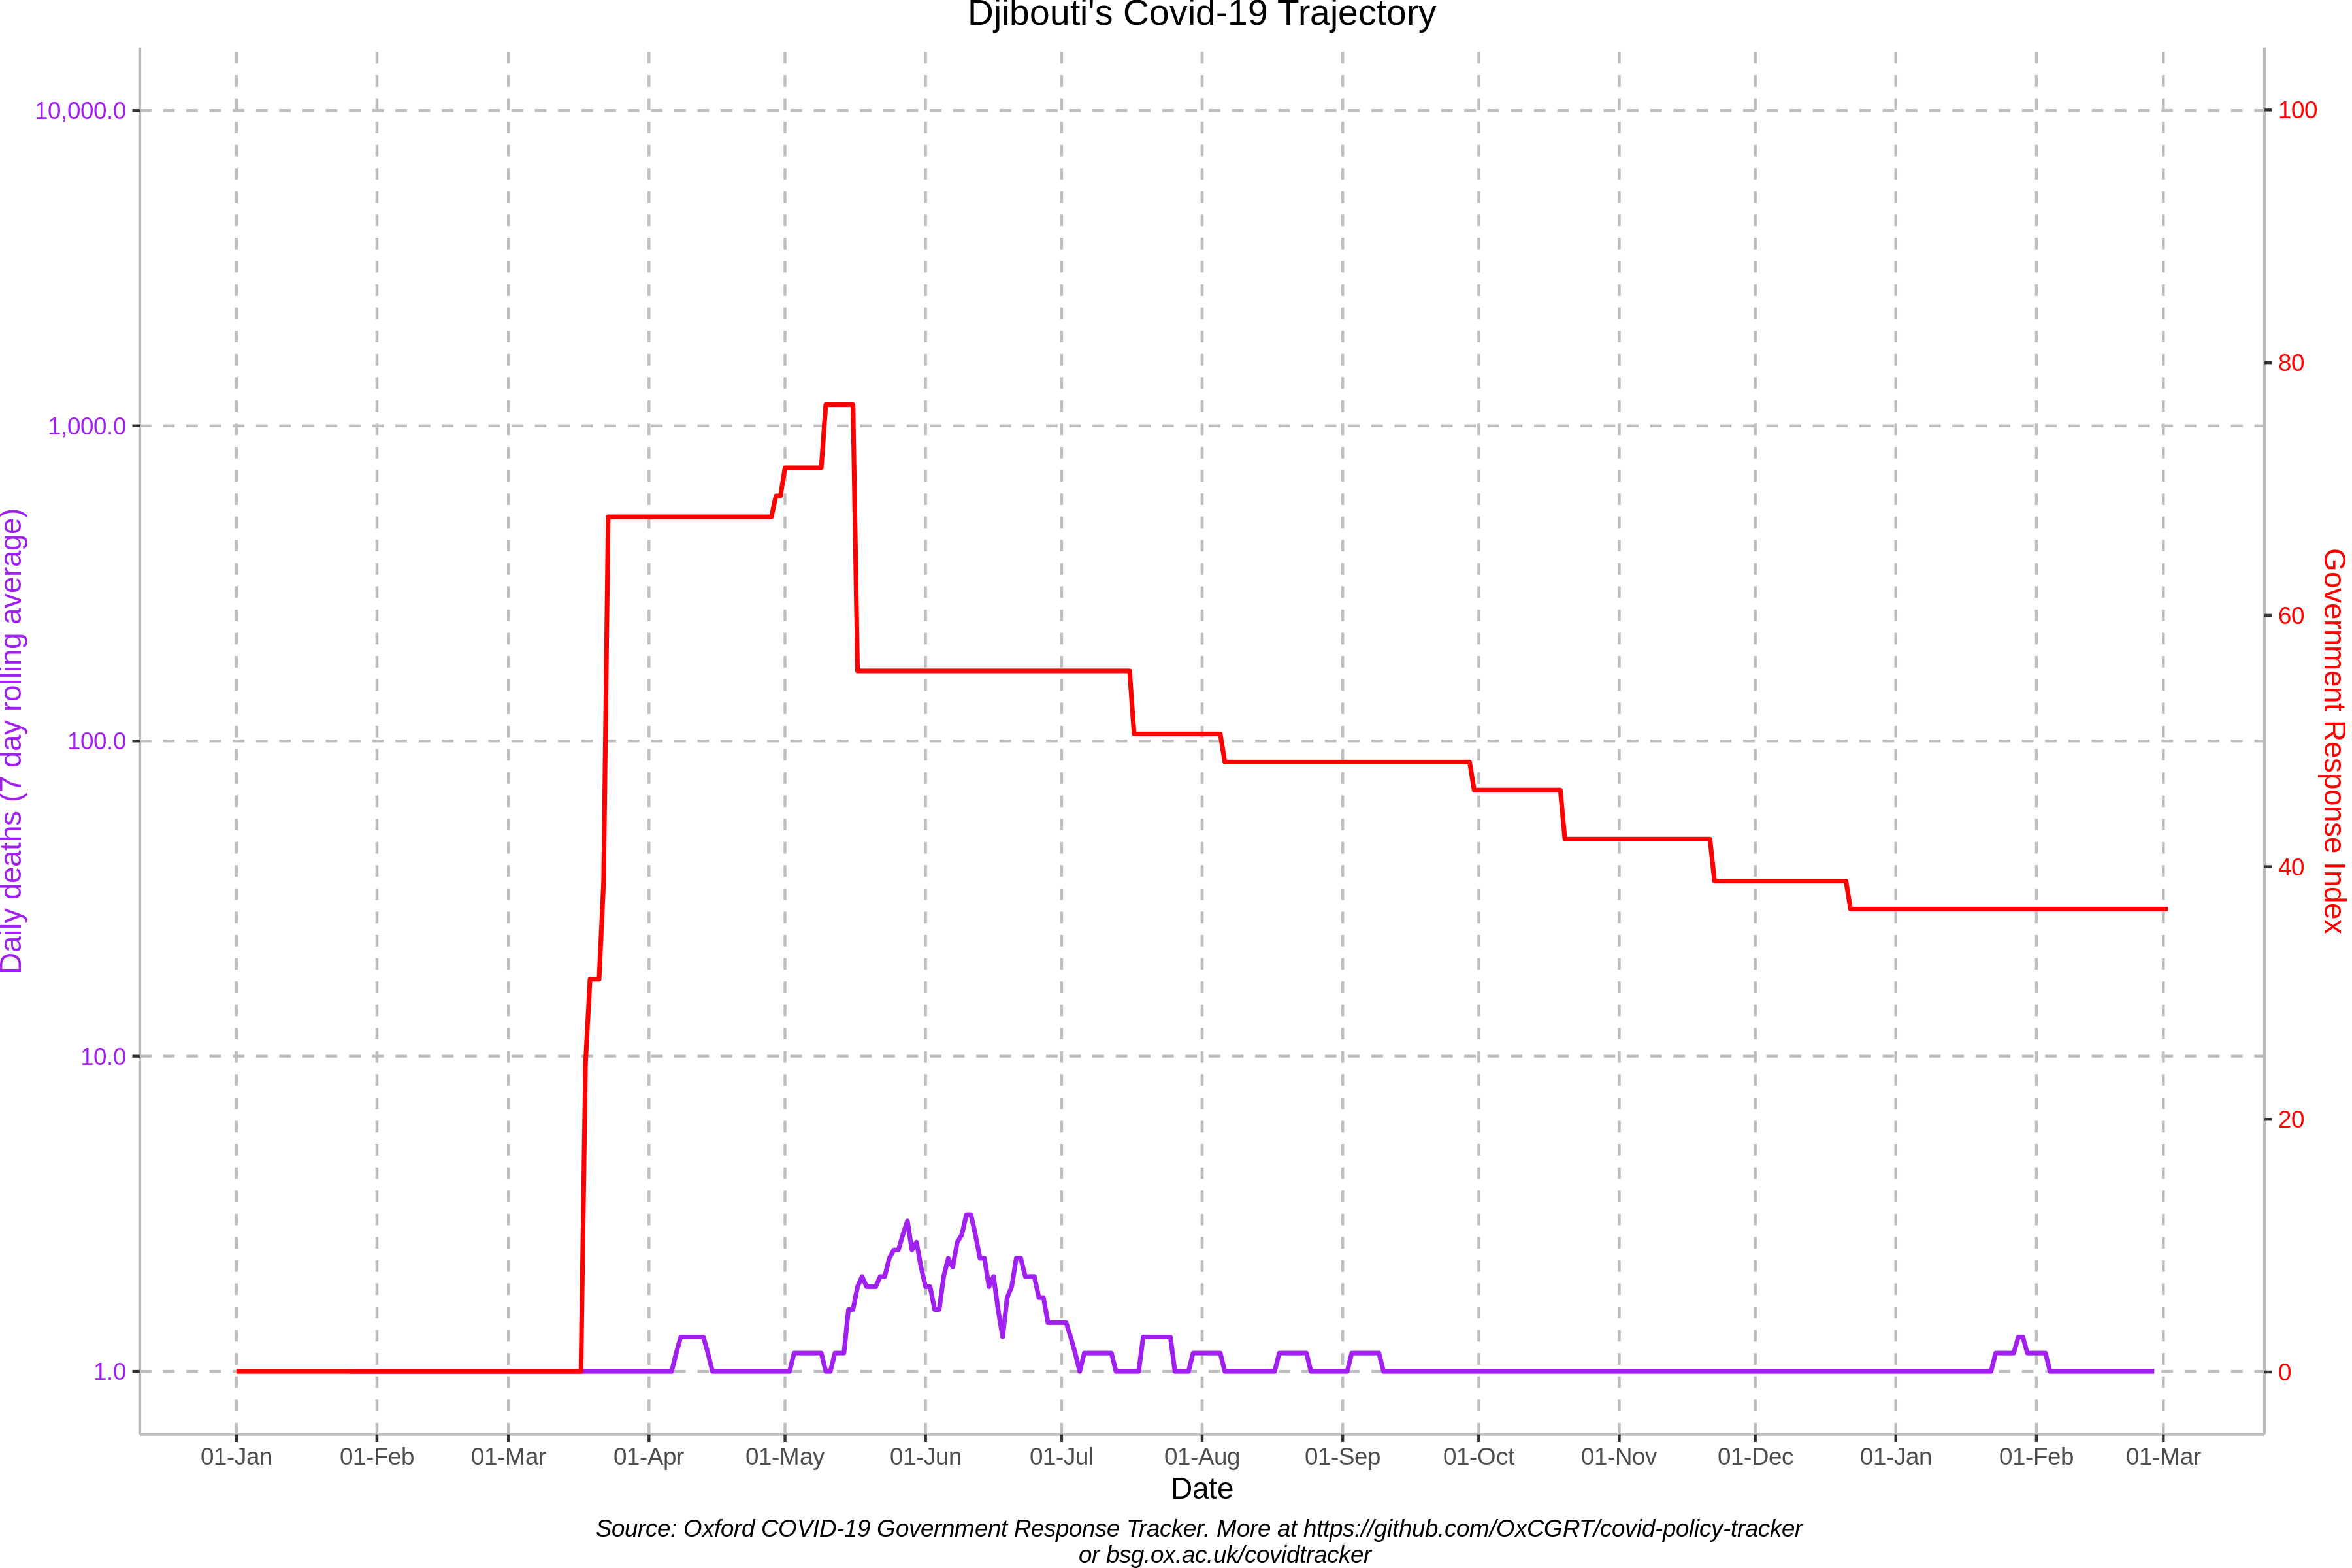 Djibouti's Covid-19 Trajectory
10,000.0
1,000.0
100.0
10.0
1.0
Daily deaths (7 day rolling average)
100
80
60
40
20
0
Government Response Index
01-Jan 01-Feb 01-Mar 01-Apr 01-May 01-Jun 01-Jul 01-Aug 01-Sep 01-Oct 01-Nov 01-Dec 01-Jan 01-Feb 01-Mar
Date
Source: Oxford COVID-19 Government Response Tracker. More at https://github.com/OxCGRT/covid-policy-tracker
or bsg.ox.ac.uk/covidtracker